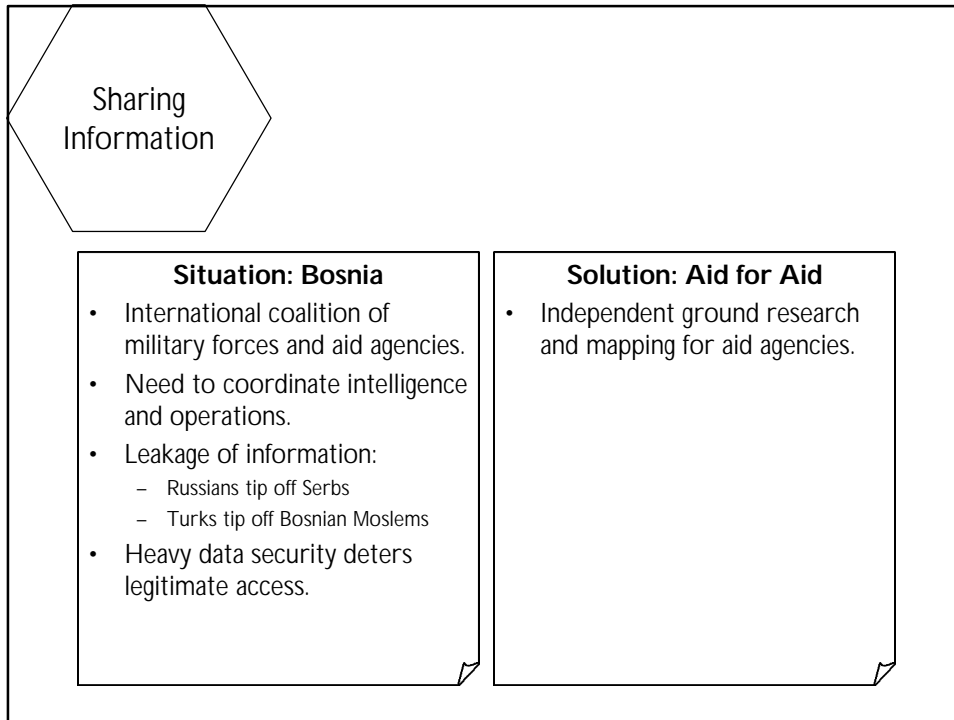 Sharing
Information
Situation: Bosnia
• International coalition of
military forces and aid agencies.
• Need to coordinate intelligence
and operations.
• Leakage of information:
– Russians tip off Serbs
– Turks tip off Bosnian Moslems
• Heavy data security deters
legitimate access.
Solution: Aid for Aid
• Independent ground research
and mapping for aid agencies.